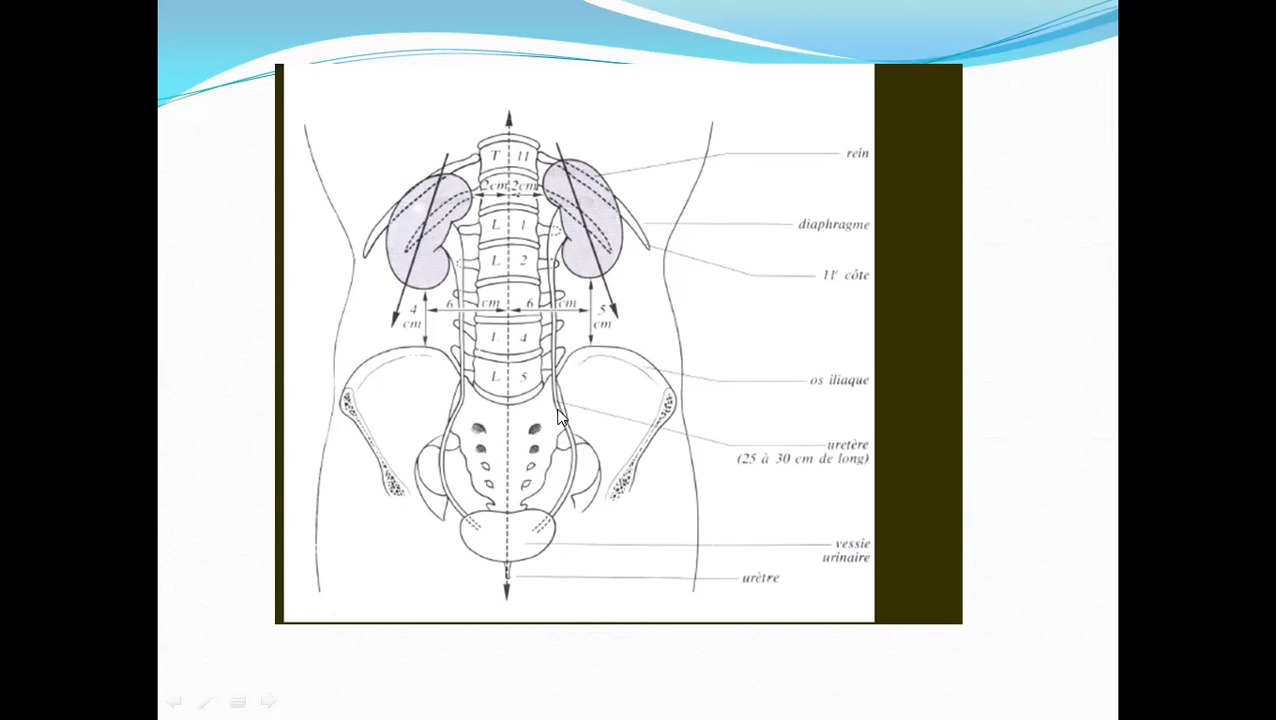 T 11
rein
2cm 2cm
L 1
diaphragme
L 2
11e côte
4 cm
6 cm 6 cm
5 cm
L 4
L 5
os iliaque
uretère
(25 à 30 cm de long)
vessie
urinaire
urètre